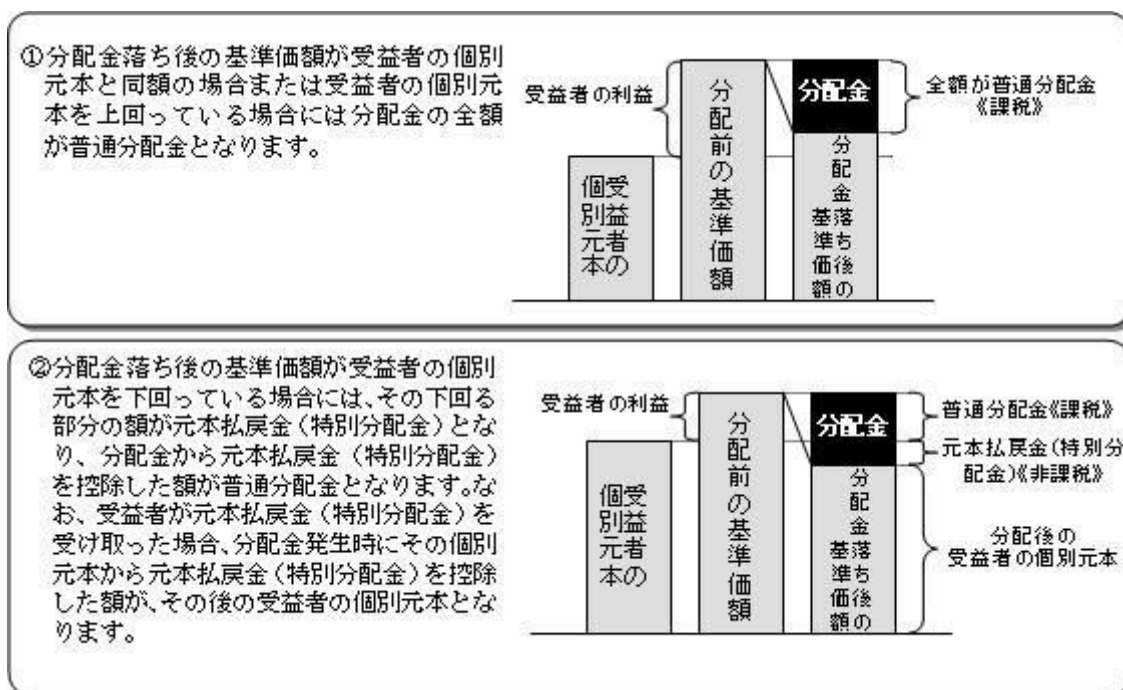 ①分配金落ち後の基準価額が受益者の個別
元本と同額の場合または受益者の個別元
本を上回っている場合には分配金の全額
が普通分配金となります。
受益者の利益
受益者の
個別元本
分配前の基準価額
分配金
分配金落ち後の
基準価額
全額が普通分配金
《課税》
②分配金落ち後の基準価額が受益者の個別
元本を下回っている場合には、その下回る
部分の額が元本払戻金(特別分配金)とな
り、分配金から元本払戻金(特別分配金)
を控除した額が普通分配金となります。な
お、受益者が元本払戻金(特別分配金)を
受け取った場合、分配金発生時にその個別
元本から元本払戻金(特別分配金)を控除
した額が、その後の受益者の個別元本とな
ります。
受益者の利益
受益者の
個別元本
分配前の基準価額
分配金
分配金落ち後の
基準価額
普通分配金《課税》
元本払戻金(特別分
配金)《非課税》
分配後の
受益者の個別元本